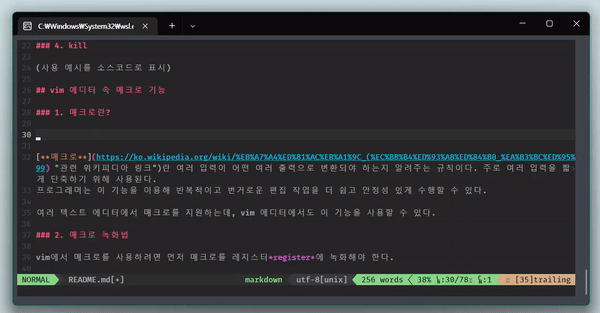 C:\Windows\System32\wsl.e
22 ### 4. kill
23
24 (사용 예시를 소스코드로 표시)
25
26 ## vim 에디터 속 매크로 기능
27
28 ### 1. 매크로란?
29
30
31
32 [**매크로**](https://ko.wikipedia.org/wiki/%EB%A7%A4%ED%81%AC%EB%A1%9C_(%EC%BB%B4%ED%93%A8%ED%84%B0_%EA%B3%BC%ED%95%
99) "관련 위키피디아 링크")란 여러 입력이 어떤 여러 출력으로 변환돠야 하는지 알려주는 규칙이다. 주로 여러 입력을 짧
게 단축하기 위해 사용된다.
33 프로그래머는 이 기능을 이용해 반복적이고 번거로운 편집 작업을 더 쉽고 안정성 있게 수행할 수 있다.
34
35 여러 텍스트 에디터에서 매크로를 지원하는데, vim 에디터에서도 이 기능을 사용할 수 있다.
36
37 ### 2. 매크로 녹화법
38
39 vim에서 매크로를 사용하려면 먼저 매크로를 레지스터*register*에 녹화해야 한다.
40
NORMAL README.md[+] markdown utf-8[unix] 256 words 38% :30/78 :1 [35]trailing